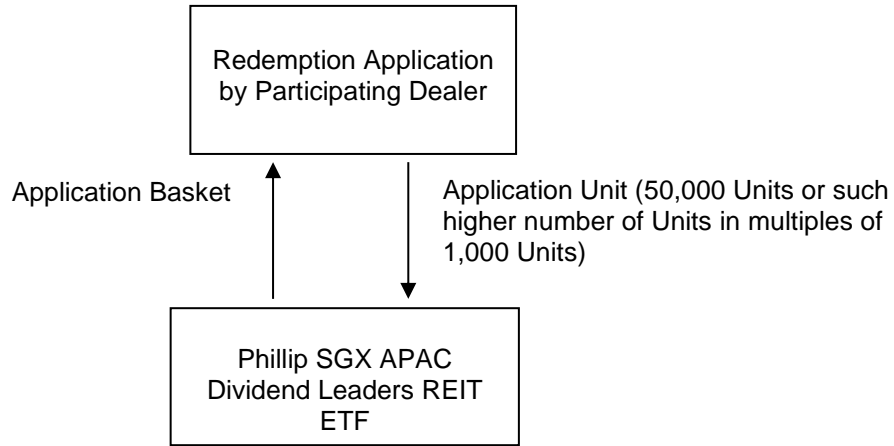 Redemption Application
by Participating Dealer
Application Basket
Application Unit (50,000 Units or such
higher number of Units in multiples of
1,000 Units)
Phillip SGX APAC
Dividend Leaders REIT
ETF